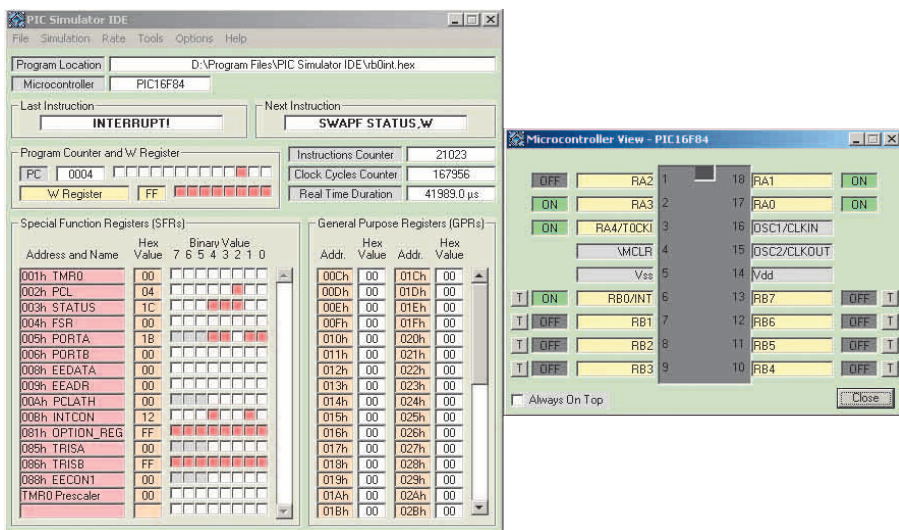 PIC Simulator IDE
File Simulation Rate Tools Options Help
Program Location D:\Program Files\PIC Simulator IDE\rb0int.hex
Microcontroller PIC16F84
Last Instruction
INTERRUPT!
Next Instruction
SWAPF STATUS,W
Program Counter and W Register
PC 0004
W Register FF
Instructions Counter 21023
Clock Cycles Counter 167956
Real Time Duration 41989.0 µs
Special Function Registers (SFRs)
Hex Binary Value
Address and Name Value 7 6 5 4 3 2 1 0
001h TMR0 00
002h PCL 04
003h STATUS 1C
004h FSR 00
005h PORTA 1B
006h PORTB 00
008h EEDATA 00
009h EEADR 00
00Ah PCLATH 00
00Bh INTCON 12
081h OPTION_REG FF
085h TRISA 00
086h TRISB FF
088h EECON1 00
TMR0 Prescaler 00
General Purpose Registers (GPRs)
Hex Hex
Addr. Value Addr. Value
00Ch 00 01Ch 00
00Dh 00 01Dh 00
00Eh 00 01Eh 00
00Fh 00 01Fh 00
010h 00 020h 00
011h 00 021h 00
012h 00 022h 00
013h 00 023h 00
014h 00 024h 00
015h 00 025h 00
016h 00 026h 00
017h 00 027h 00
018h 00 028h 00
019h 00 029h 00
01Ah 00 02Ah 00
01Bh 00 02Bh 00
Microcontroller View - PIC16F84
OFF RA2 1 18 RA1 ON
ON RA3 2 17 RA0 ON
ON RA4/T0CKI 3 16 OSC1/CLKIN
\MCLR 4 15 OSC2/CLKOUT
Vss 5 14 Vdd
T ON RB0/INT 6 13 RB7 OFF T
T OFF RB1 7 12 RB6 OFF T
T OFF RB2 8 11 RB5 OFF T
T OFF RB3 9 10 RB4 OFF T
Always On Top
Close